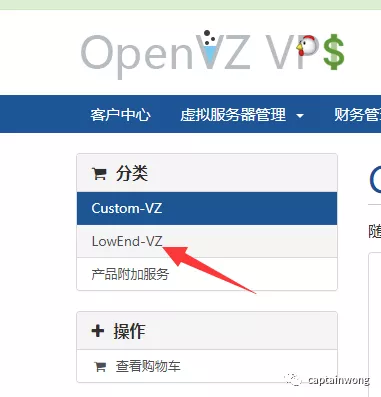 OpenVZ VP$
客户中心 虚拟服务器管理 财务管
分类
Custom-VZ
LowEnd-VZ
随
产品附加服务
操作
查看购物车
captainwong